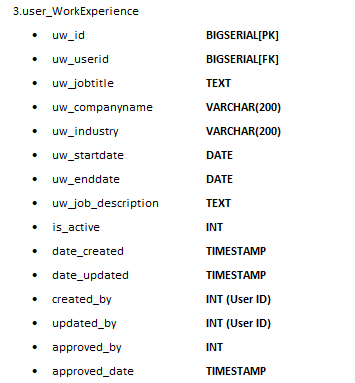 3.user_WorkExperience
• uw_id BIGSERIAL[PK]
• uw_userid BIGSERIAL[FK]
• uw_jobtitle TEXT
• uw_companyname VARCHAR(200)
• uw_industry VARCHAR(200)
• uw_startdate DATE
• uw_enddate DATE
• uw_job_description TEXT
• is_active INT
• date_created TIMESTAMP
• date_updated TIMESTAMP
• created_by INT (User ID)
• updated_by INT (User ID)
• approved_by INT
• approved_date TIMESTAMP